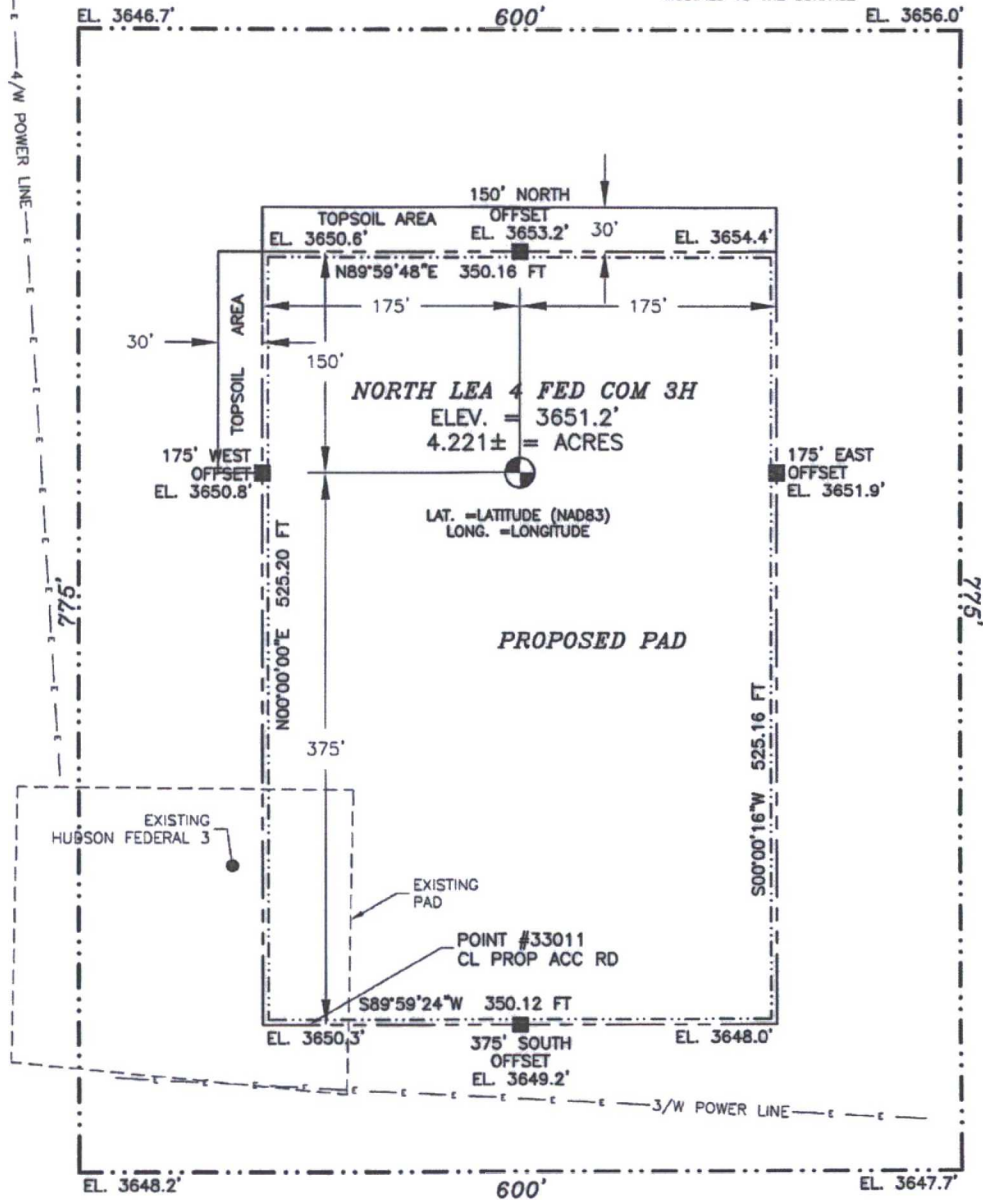 EL. 3646.7'
600'
EL. 3656.0'
4/W POWER LINE
150' NORTH
OFFSET
EL. 3653.2'
TOPSOIL AREA
EL. 3650.6'
30'
EL. 3654.4'
N89°59'48"E 350.16 FT
175'
175'
30'
TOPSOIL AREA
150'
NORTH LEA 4 FED COM 3H
ELEV. = 3651.2'
4.221± = ACRES
175' WEST
OFFSET
EL. 3650.8'
175' EAST
OFFSET
EL. 3651.9'
LAT. =LATITUDE (NAD83)
LONG. =LONGITUDE
N00°00'00"E 525.20 FT
775'
775'
PROPOSED PAD
S00°00'16"W 525.16 FT
375'
EXISTING
HUDSON FEDERAL 3
EXISTING
PAD
POINT #33011
CL PROP ACC RD
S89°59'24"W 350.12 FT
EL. 3650.3'
375' SOUTH
OFFSET
EL. 3649.2'
EL. 3648.0'
E E E E E E E E
3/W POWER LINE
E E
EL. 3648.2'
600'
EL. 3647.7'